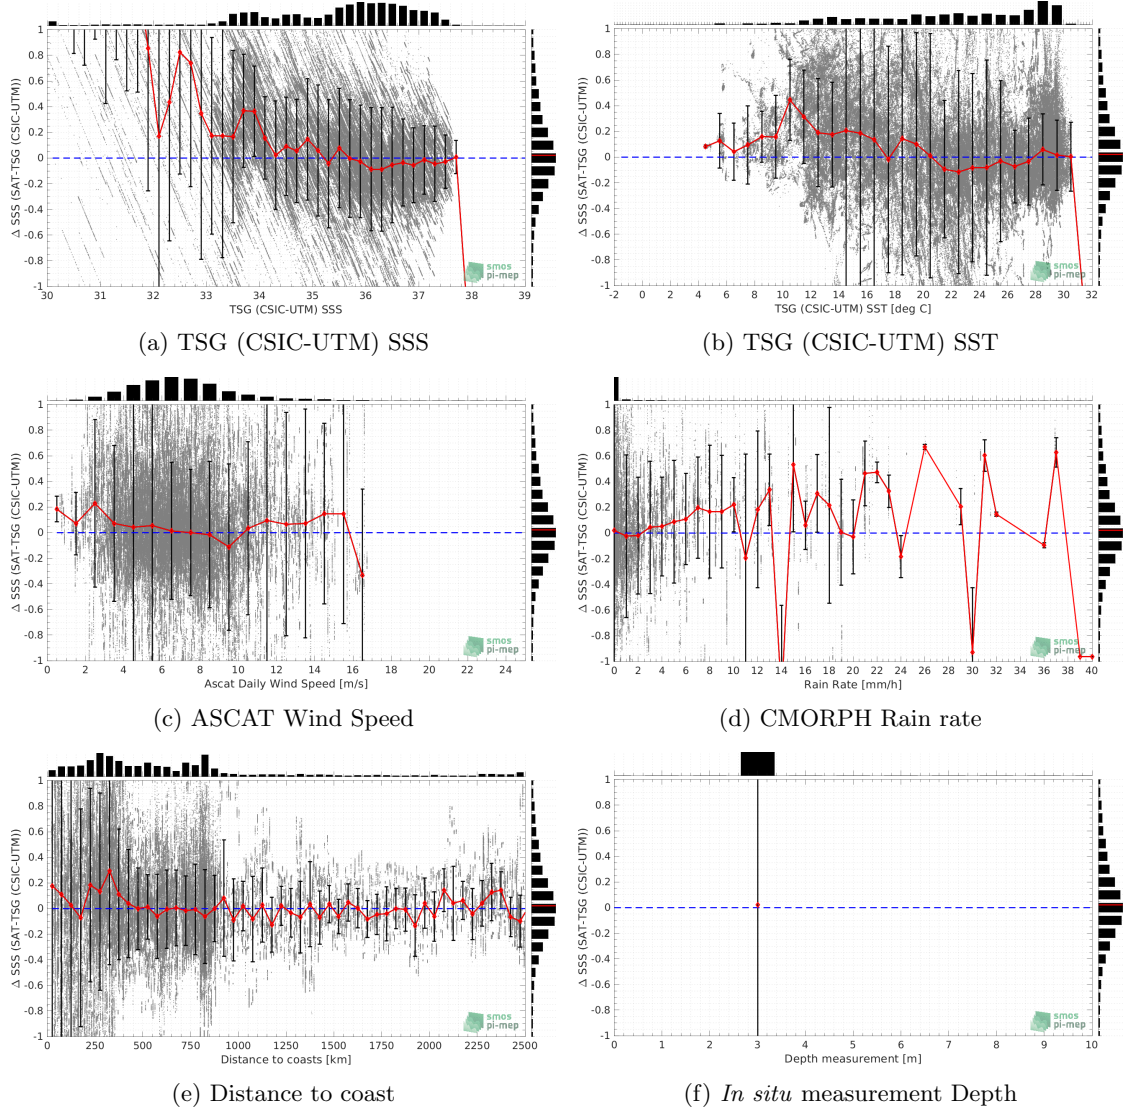 1
0.8
0.6
0.4
0.2
0
-0.2
-0.4
-0.6
-0.8
-1
Δ SSS (SAT-TSG (CSIC-UTM))
smos
pi-mep
30 31 32 33 34 35 36 37 38 39
TSG (CSIC-UTM) SSS
(a) TSG (CSIC-UTM) SSS
1
0.8
0.6
0.4
0.2
0
-0.2
-0.4
-0.6
-0.8
-1
Δ SSS (SAT-TSG (CSIC-UTM))
smos
pi-mep
-2 0 2 4 6 8 10 12 14 16 18 20 22 24 26 28 30 32
TSG (CSIC-UTM) SST [deg C]
(b) TSG (CSIC-UTM) SST
1
0.8
0.6
0.4
0.2
0
-0.2
-0.4
-0.6
-0.8
-1
Δ SSS (SAT-TSG (CSIC-UTM))
smos
pi-mep
0 2 4 6 8 10 12 14 16 18 20 22 24
Ascat Daily Wind Speed [m/s]
(c) ASCAT Wind Speed
1
0.8
0.6
0.4
0.2
0
-0.2
-0.4
-0.6
-0.8
-1
Δ SSS (SAT-TSG (CSIC-UTM))
smos
pi-mep
0 2 4 6 8 10 12 14 16 18 20 22 24 26 28 30 32 34 36 38 40
Rain Rate [mm/h]
(d) CMORPH Rain rate
1
0.8
0.6
0.4
0.2
0
-0.2
-0.4
-0.6
-0.8
-1
Δ SSS (SAT-TSG (CSIC-UTM))
smos
pi-mep
0 250 500 750 1000 1250 1500 1750 2000 2250 2500
Distance to coasts [km]
(e) Distance to coast
1
0.8
0.6
0.4
0.2
0
-0.2
-0.4
-0.6
-0.8
-1
Δ SSS (SAT-TSG (CSIC-UTM))
smos
pi-mep
0 1 2 3 4 5 6 7 8 9 10
Depth measurement [m]
(f) In situ measurement Depth